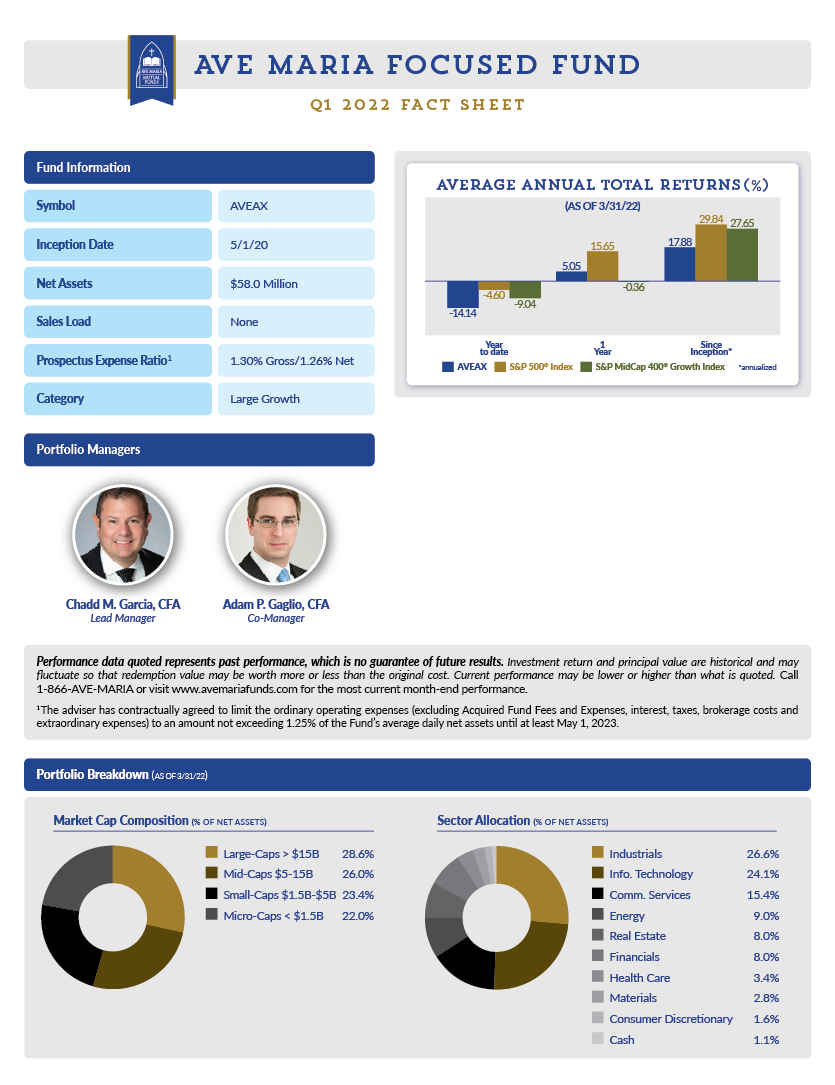 AVE MARIA
MUTUAL
FUNDS
AVE MARIA FOCUSED FUND
Q1 2022 FACT SHEET
Fund Information
Symbol AVEAX
Inception Date 5/1/20
Net Assets $58.0 Million
Sales Load None
Prospectus Expense Ratio¹ 1.30% Gross/1.26% Net
Category Large Growth
AVERAGE ANNUAL TOTAL RETURNS (%)
(AS OF 3/31/22)
-14.14 -4.60 -9.04
5.05 15.65 -0.36
17.88 29.84 27.65
Year
to date
1
Year
Since
Inception*
AVEAX S&P 500® Index S&P MidCap 400® Growth Index *annualized
Portfolio Managers
Chadd M. Garcia, CFA
Lead Manager
Adam P. Gaglio, CFA
Co-Manager
Performance data quoted represents past performance, which is no guarantee of future results. Investment return and principal value are historical and may
fluctuate so that redemption value may be worth more or less than the original cost. Current performance may be lower or higher than what is quoted. Call
1-866-AVE-MARIA or visit www.avemariafunds.com for the most current month-end performance.
¹The adviser has contractually agreed to limit the ordinary operating expenses (excluding Acquired Fund Fees and Expenses, interest, taxes, brokerage costs and
extraordinary expenses) to an amount not exceeding 1.25% of the Fund's average daily net assets until at least May 1, 2023.
Portfolio Breakdown (AS OF 3/31/22)
Market Cap Composition (% OF NET ASSETS)
Large-Caps > $15B 28.6%
Mid-Caps $5-15B 26.0%
Small-Caps $1.5B-$5B 23.4%
Micro-Caps < $1.5B 22.0%
Sector Allocation (% OF NET ASSETS)
Industrials 26.6%
Info. Technology 24.1%
Comm. Services 15.4%
Energy 9.0%
Real Estate 8.0%
Financials 8.0%
Health Care 3.4%
Materials 2.8%
Consumer Discretionary 1.6%
Cash 1.1%